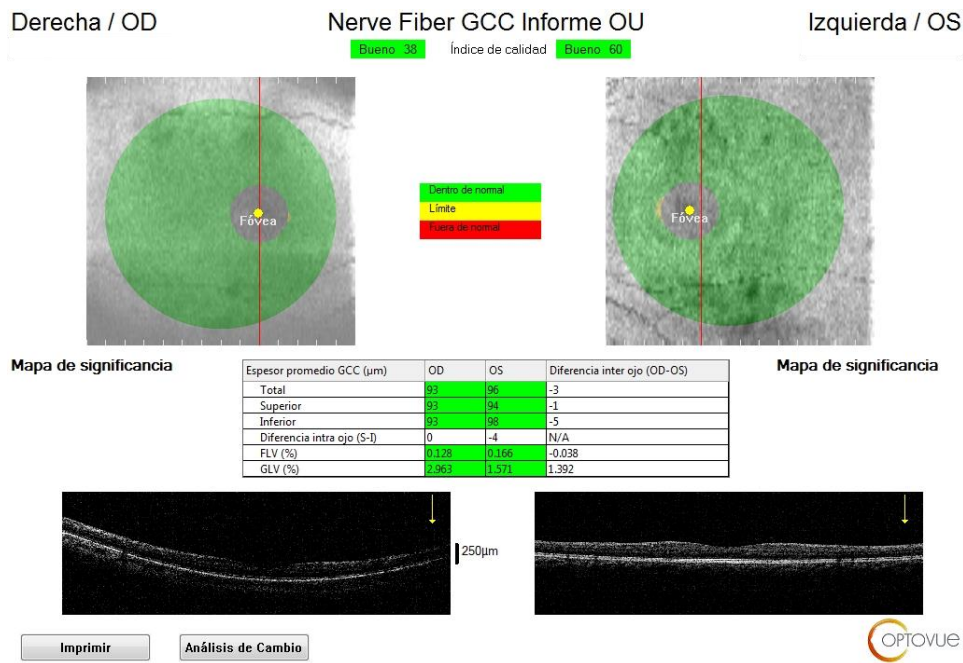 Derecha / OD
Nerve Fiber GCC Informe OU
Izquierda / OS
Bueno 38 Índice de calidad Bueno 60
Fóvea
Dentro de normal
Límite
Fuera de normal
Fóvea
Mapa de significancia
Mapa de significancia
Espesor promedio GCC (µm) OD OS Diferencia inter ojo (OD-OS)
Total 93 96 -3
Superior 93 94 -1
Inferior 93 98 -5
Diferencia intra ojo (S-I) 0 -4 N/A
FLV (%) 0.128 0.166 -0.038
GLV (%) 2.963 1.571 1.392
250µm
Imprimir
Análisis de Cambio
OPTOVUE